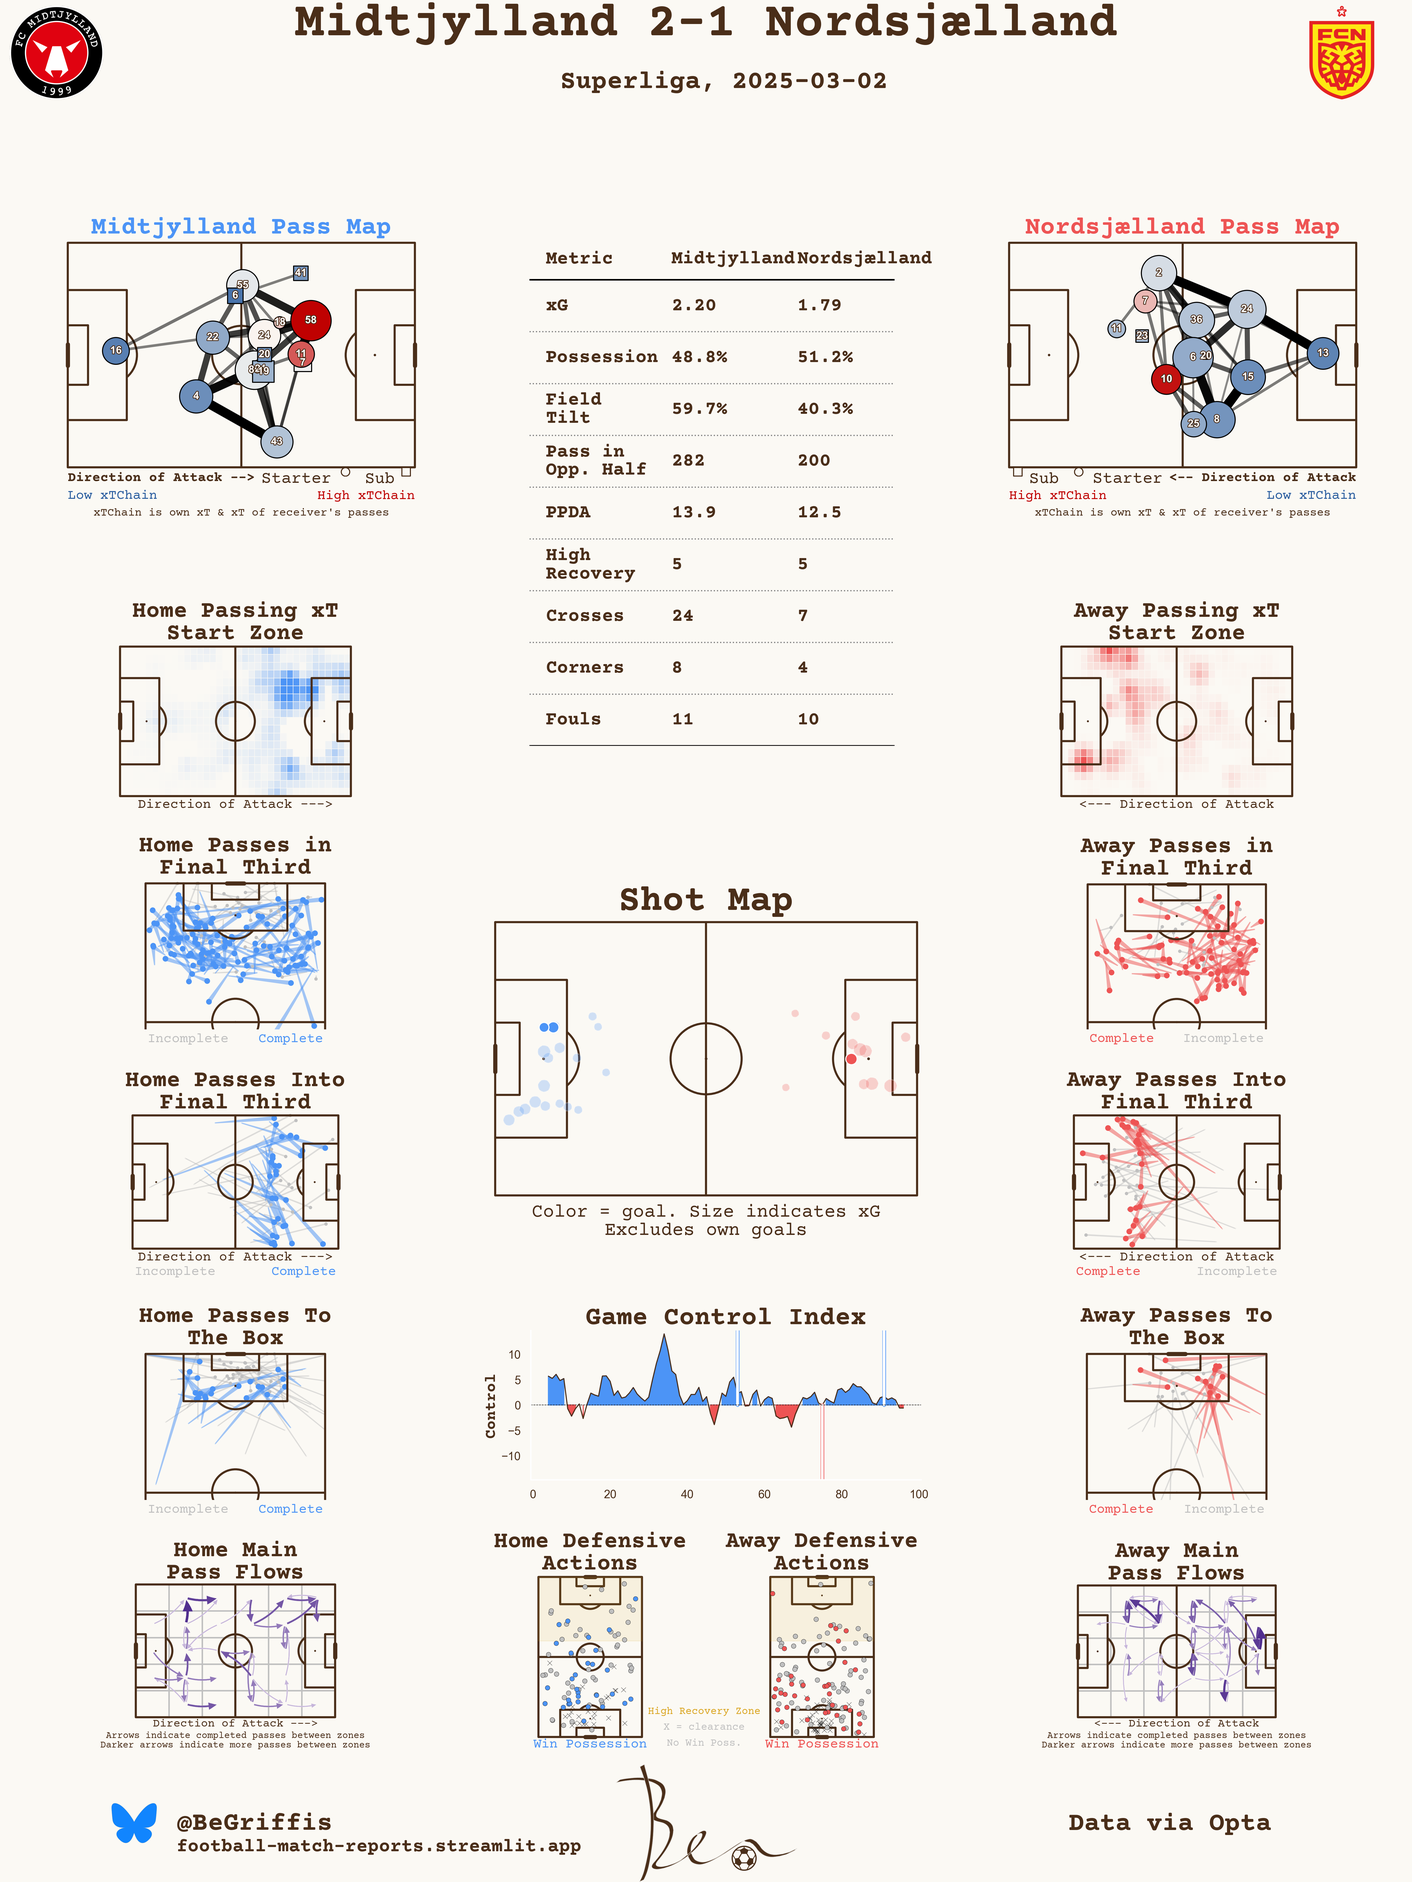 Midtjylland 2-1 Nordsjælland
Superliga, 2025-03-02
FC MIDTJYLLAND
1999
FCN
Midtjylland Pass Map
55
41
6
58
18
22
24
16
20
11
7
19
4
43
Direction of Attack --> Starter Sub
Low xTChain High xTChain
xTChain is own xT & xT of receiver's passes
Metric Midtjylland Nordsjælland
xG 2.20 1.79
Possession 48.8% 51.2%
Field
Tilt 59.7% 40.3%
Pass in
Opp. Half 282 200
PPDA 13.9 12.5
High
Recovery 5 5
Crosses 24 7
Corners 8 4
Fouls 11 10
Nordsjælland Pass Map
2
7
24
36
11
23
6
20
13
10
15
8
25
Sub Starter <-- Direction of Attack
High xTChain Low xTChain
xTChain is own xT & xT of receiver's passes
Home Passing xT
Start Zone
Direction of Attack --->
Away Passing xT
Start Zone
<--- Direction of Attack
Home Passes in
Final Third
Incomplete Complete
Away Passes in
Final Third
Complete Incomplete
Shot Map
Color = goal. Size indicates xG
Excludes own goals
Home Passes Into
Final Third
Direction of Attack --->
Incomplete Complete
Away Passes Into
Final Third
<--- Direction of Attack
Complete Incomplete
Home Passes To
The Box
Incomplete Complete
Game Control Index
Control
10
5
0
−5
−10
0 20 40 60 80 100
Away Passes To
The Box
Complete Incomplete
Home Main
Pass Flows
Direction of Attack --->
Arrows indicate completed passes between zones
Darker arrows indicate more passes between zones
Home Defensive
Actions
Win Possession
High Recovery Zone
X = clearance
No Win Poss.
Away Defensive
Actions
Win Possession
Away Main
Pass Flows
<--- Direction of Attack
Arrows indicate completed passes between zones
Darker arrows indicate more passes between zones
@BeGriffis
football-match-reports.streamlit.app
Ben
Data via Opta